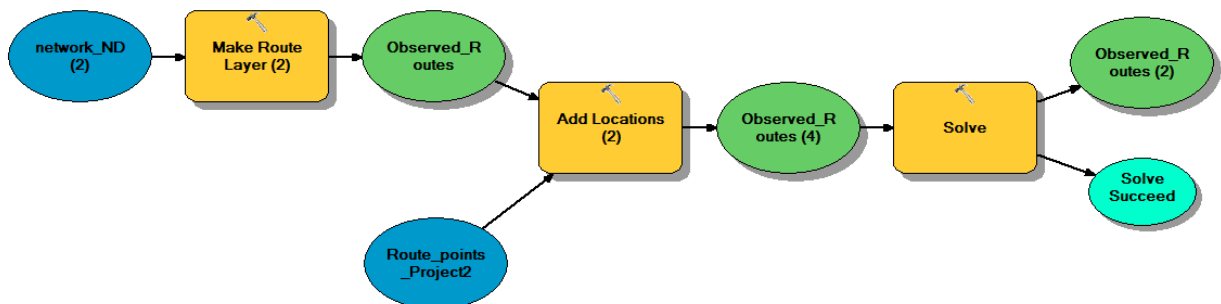 network_ND
(2)
Make Route
Layer (2)
Observed_R
outes
Add Locations
(2)
Route_points
_Project2
Observed_R
outes (4)
Solve
Observed_R
outes (2)
Solve
Succeed